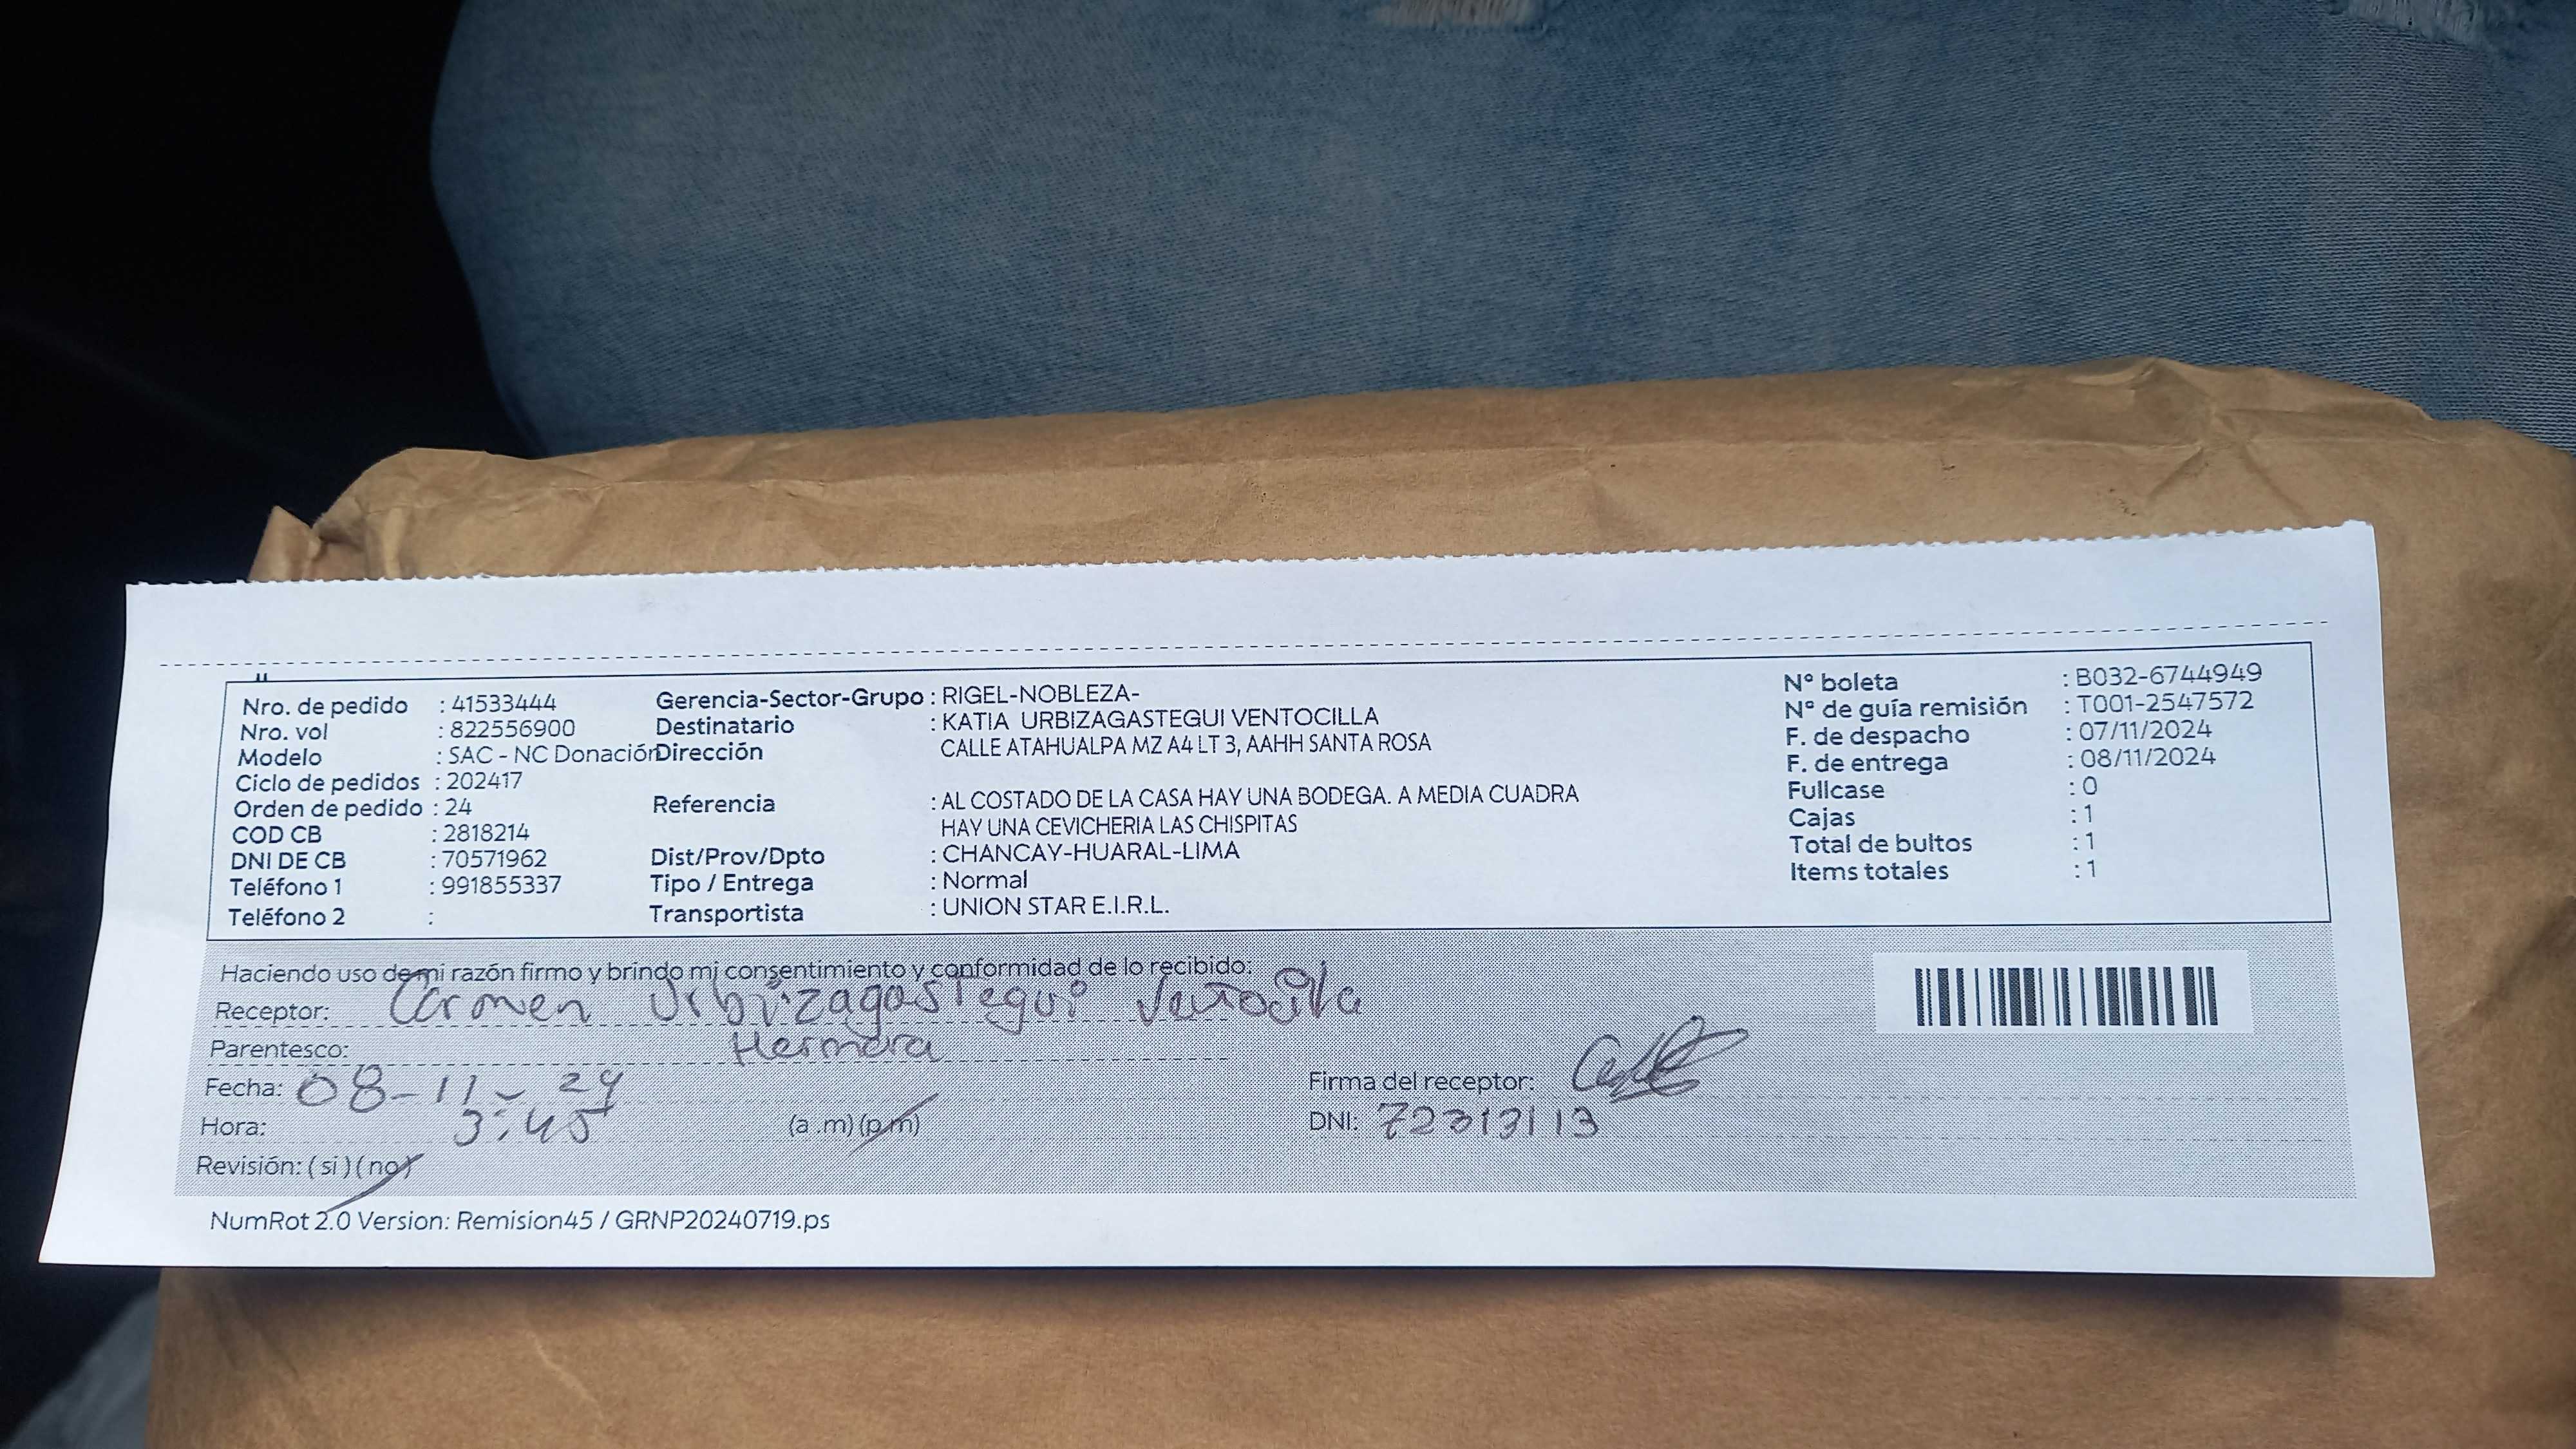 Nro. de pedido : 41533444
Nro. vol : 822556900
Modelo : SAC - NC Donación
Ciclo de pedidos : 202417
Orden de pedido : 24
COD CB : 2818214
DNI DE CB : 70571962
Teléfono 1 : 991855337
Teléfono 2 :
Gerencia-Sector-Grupo : RIGEL-NOBLEZA-
Destinatario : KATIA URBIZAGASTEGUI VENTOCILLA
Dirección CALLE ATAHUALPA MZ A4 LT 3, AAHH SANTA ROSA
Referencia : AL COSTADO DE LA CASA HAY UNA BODEGA. A MEDIA CUADRA
HAY UNA CEVICHERIA LAS CHISPITAS
Dist/Prov/Dpto : CHANCAY-HUARAL-LIMA
Tipo / Entrega : Normal
Transportista : UNION STAR E.I.R.L.
N° boleta : B032-6744949
N° de guía remisión : T001-2547572
F. de despacho : 07/11/2024
F. de entrega : 08/11/2024
Fullcase : 0
Cajas : 1
Total de bultos : 1
Items totales : 1
Haciendo uso de mi razón firmo y brindo mi consentimiento y conformidad de lo recibido:
Receptor: Carmen Urbizagastegui Ventocilla
Parentesco: Hermana
Fecha: 08-11-24
Hora: 3:45 (a .m) (p.m)
Revisión: ( si ) ( no )
Firma del receptor:
DNI: 72313113
NumRot 2.0 Version: Remision45 / GRNP20240719.ps